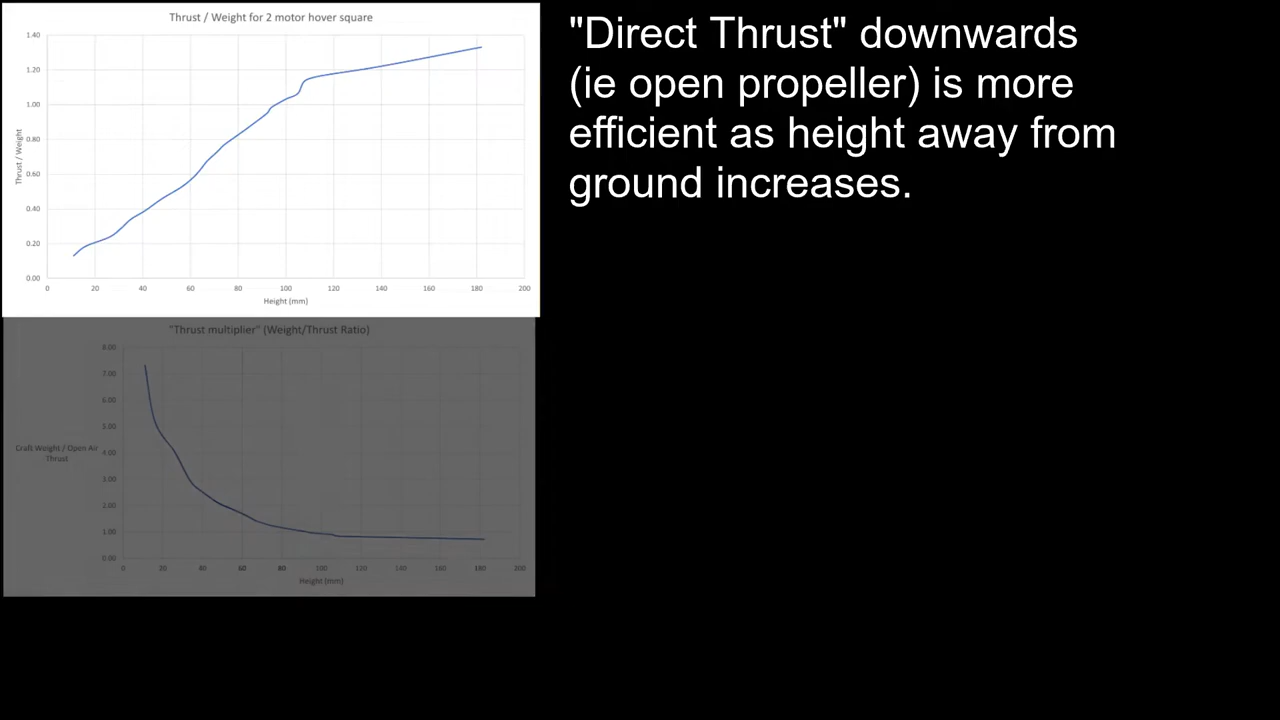 Thrust / Weight for 2 motor hover square
1.40
1.20
1.00
0.80
0.60
0.40
0.20
0.00
Thrust / Weight
0 20 40 60 80 100 120 140 160 180 200
Height (mm)
"Direct Thrust" downwards
(ie open propeller) is more
efficient as height away from
ground increases.
"Thrust multiplier" (Weight/Thrust Ratio)
8.00
7.00
6.00
5.00
4.00
3.00
2.00
1.00
0.00
Craft Weight / Open Air
Thrust
0 20 40 60 80 100 120 140 160 180 200
Height (mm)